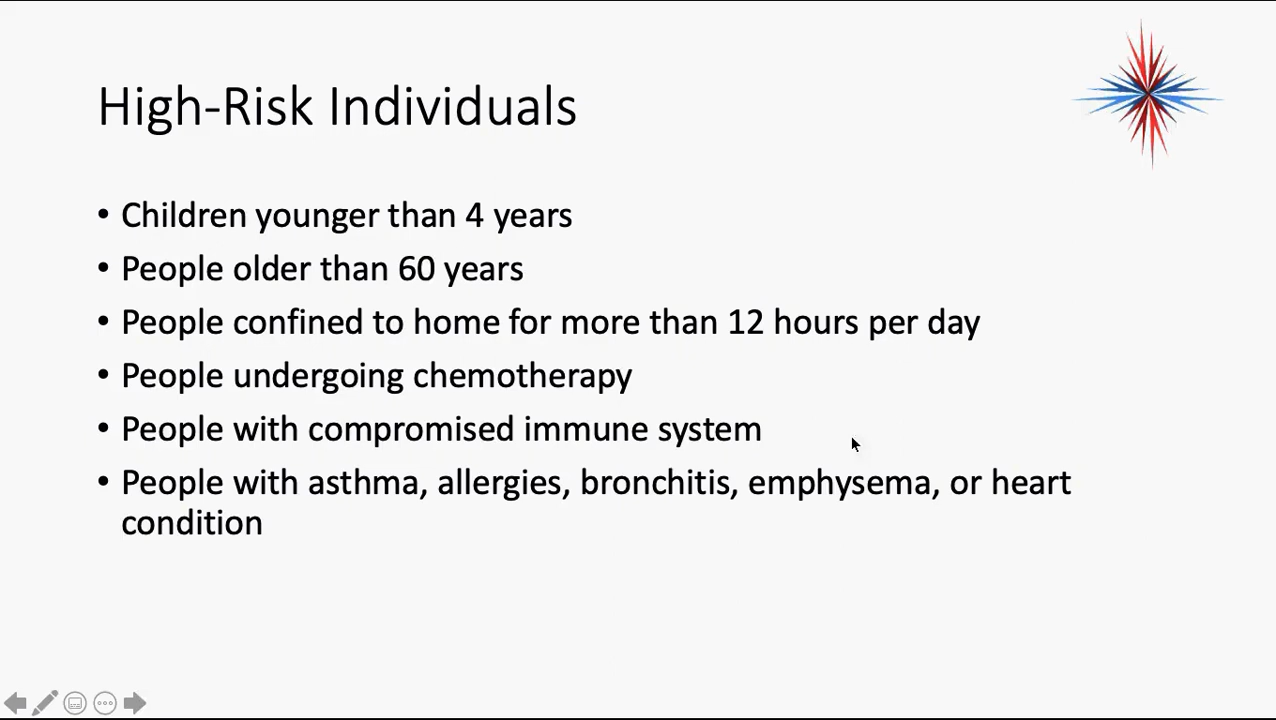 High-Risk Individuals
• Children younger than 4 years
• People older than 60 years
• People confined to home for more than 12 hours per day
• People undergoing chemotherapy
• People with compromised immune system
• People with asthma, allergies, bronchitis, emphysema, or heart
condition